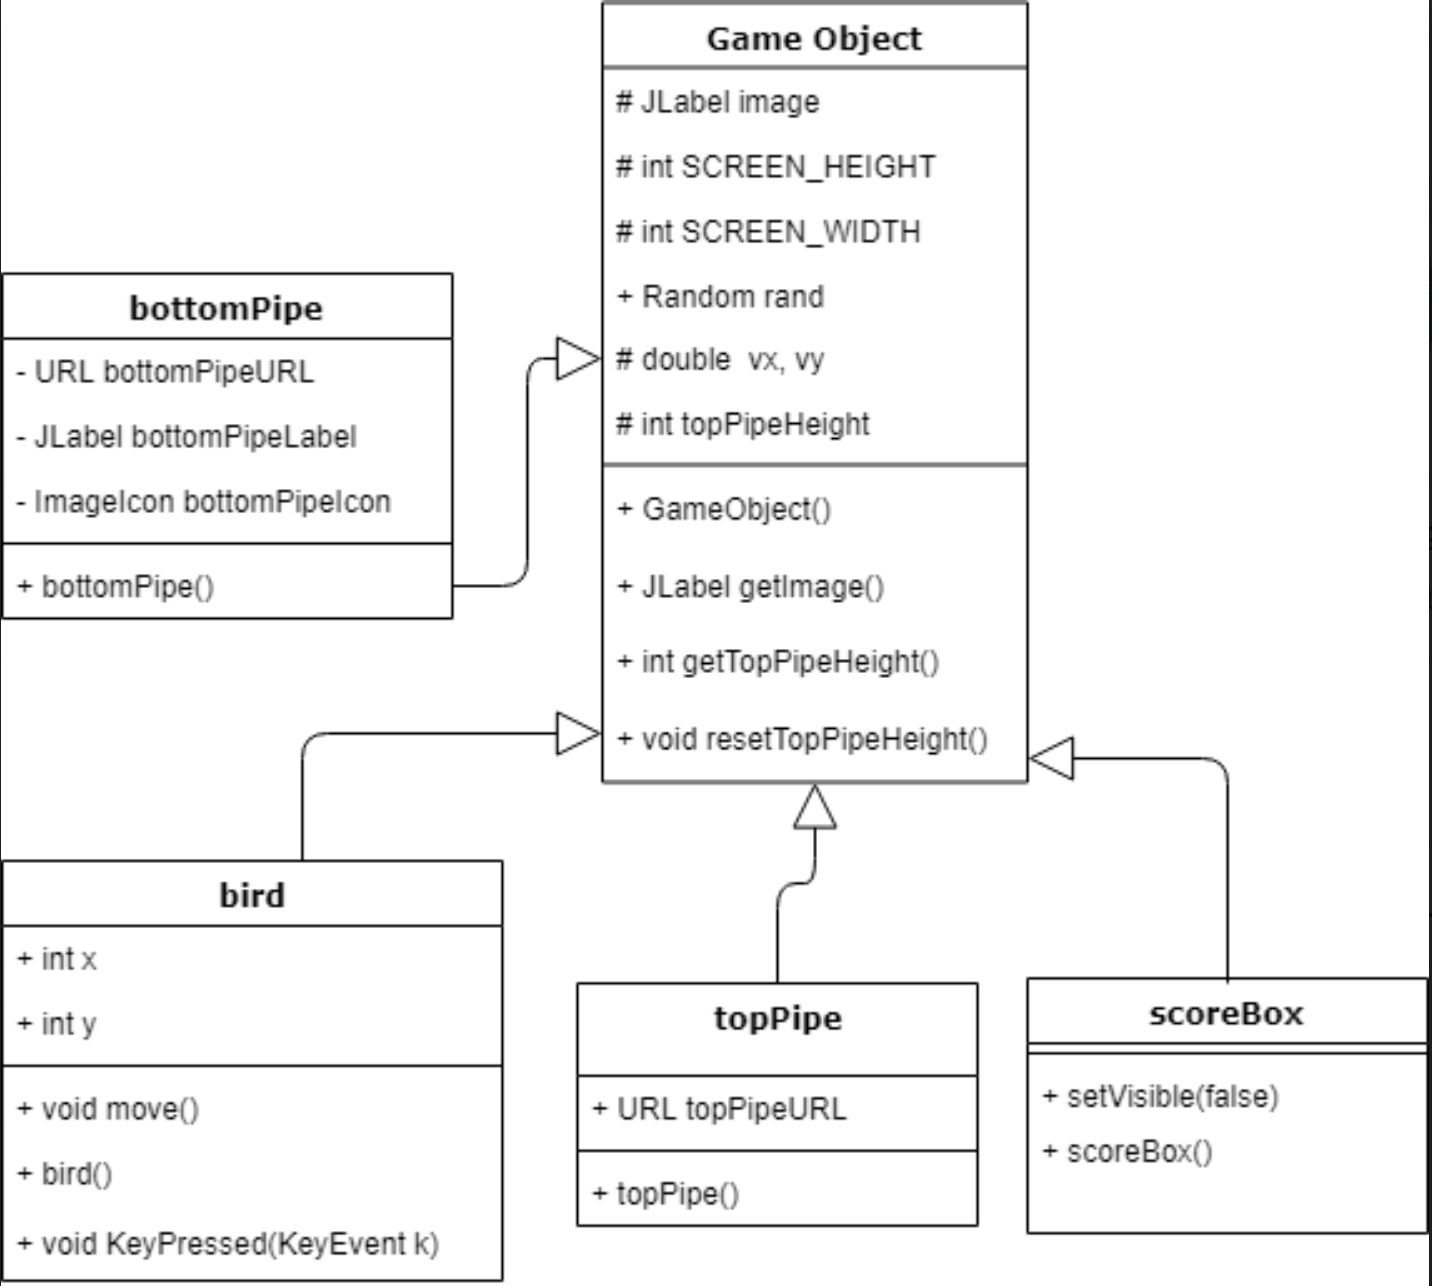 Game Object
# JLabel image
# int SCREEN_HEIGHT
# int SCREEN_WIDTH
+ Random rand
# double  vx, vy
# int topPipeHeight
+ GameObject()
+ JLabel getImage()
+ int getTopPipeHeight()
+ void resetTopPipeHeight()
bottomPipe
- URL bottomPipeURL
- JLabel bottomPipeLabel
- ImageIcon bottomPipeIcon
+ bottomPipe()
bird
+ int x
+ int y
+ void move()
+ bird()
+ void KeyPressed(KeyEvent k)
topPipe
+ URL topPipeURL
+ topPipe()
scoreBox
+ setVisible(false)
+ scoreBox()